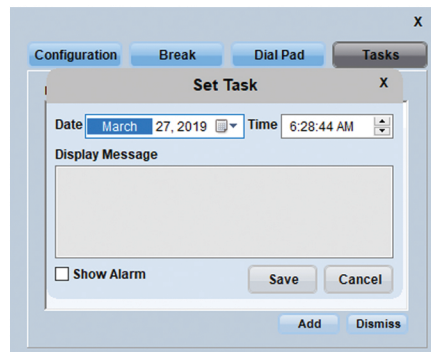 X
Configuration Break Dial Pad Tasks
Set Task X
Date March 27, 2019 Time 6:28:44 AM
Display Message
Show Alarm Save Cancel
Add Dismiss